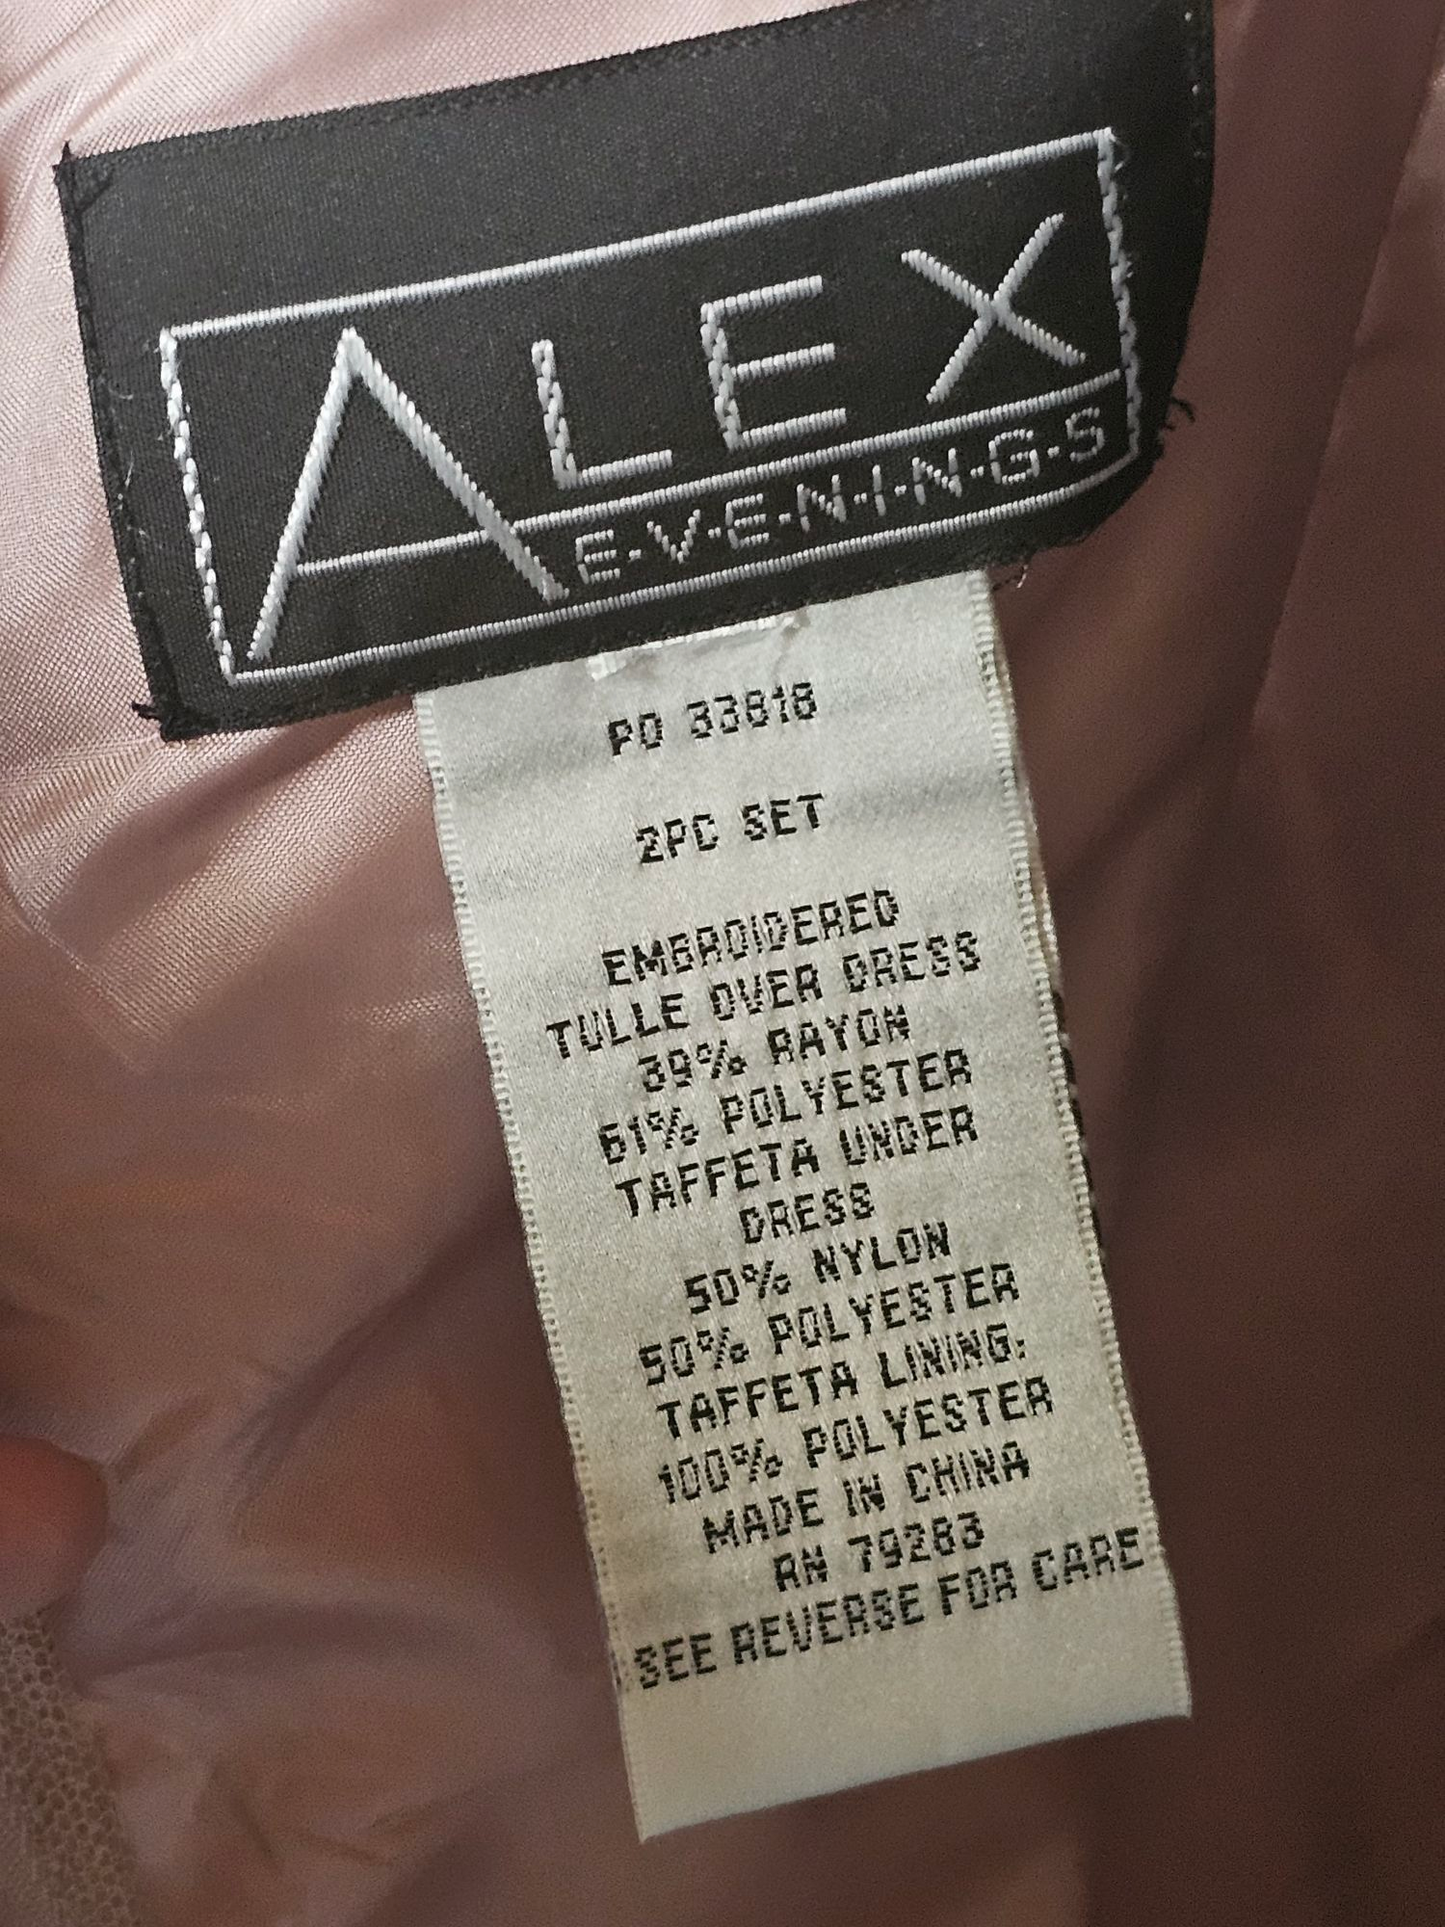 ALEX
E·V·E·N·I·N·G·S
PO 33818
2PC SET
EMBROIDERED
TULLE OVER DRESS
39% RAYON
61% POLYESTER
TAFFETA UNDER
DRESS
50% NYLON
50% POLYESTER
TAFFETA LINING:
100% POLYESTER
MADE IN CHINA
RN 79283
SEE REVERSE FOR CARE